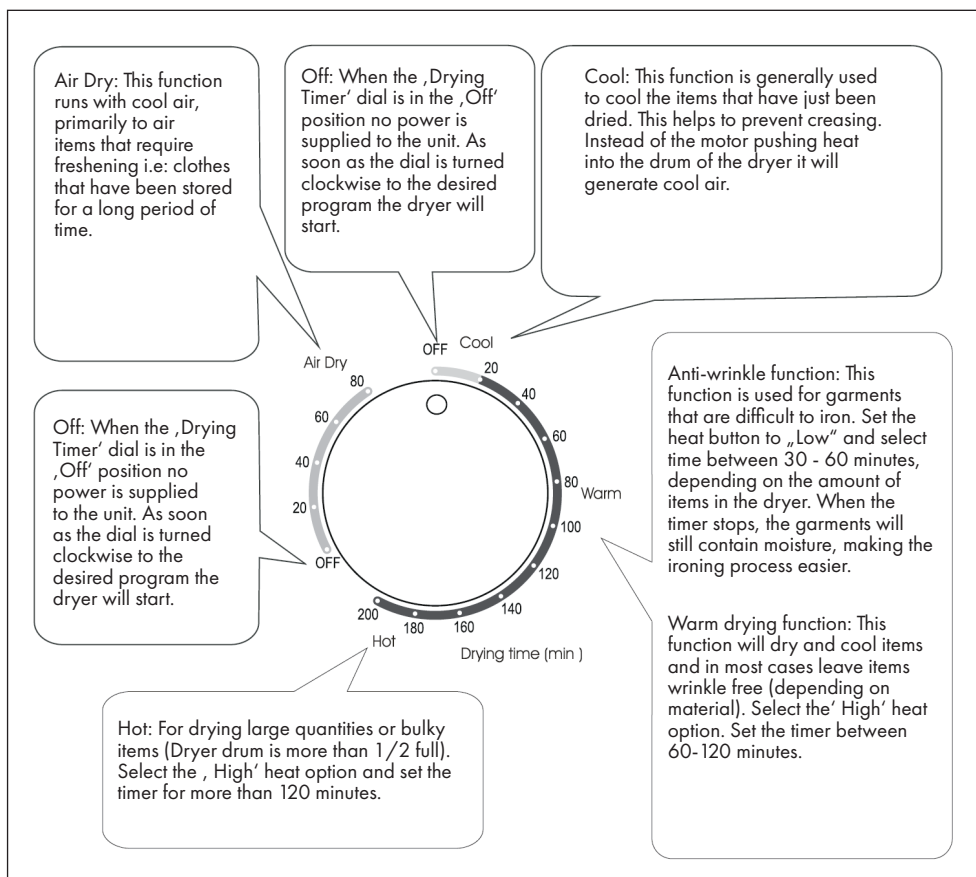 Air Dry: This function
runs with cool air,
primarily to air
items that require
freshening i.e: clothes
that have been stored
for a long period of
time.
Off: When the ‚Drying
Timer‘ dial is in the ‚Off‘
position no power is
supplied to the unit. As
soon as the dial is turned
clockwise to the desired
program the dryer will
start.
Cool: This function is generally used
to cool the items that have just been
dried. This helps to prevent creasing.
Instead of the motor pushing heat
into the drum of the dryer it will
generate cool air.
Off: When the ‚Drying
Timer‘ dial is in the
‚Off‘ position no
power is supplied
to the unit. As soon
as the dial is turned
clockwise to the
desired program the
dryer will start.
Air Dry
80
60
40
20
OFF
OFF
Cool
20
40
60
80
Warm
100
120
140
160
180
200
Hot
Drying time (min )
Anti-wrinkle function: This
function is used for garments
that are difficult to iron. Set the
heat button to „Low“ and select
time between 30 - 60 minutes,
depending on the amount of
items in the dryer. When the
timer stops, the garments will
still contain moisture, making the
ironing process easier.
Warm drying function: This
function will dry and cool items
and in most cases leave items
wrinkle free (depending on
material). Select the‘ High‘ heat
option. Set the timer between
60-120 minutes.
Hot: For drying large quantities or bulky
items (Dryer drum is more than 1/2 full).
Select the ‚ High‘ heat option and set the
timer for more than 120 minutes.